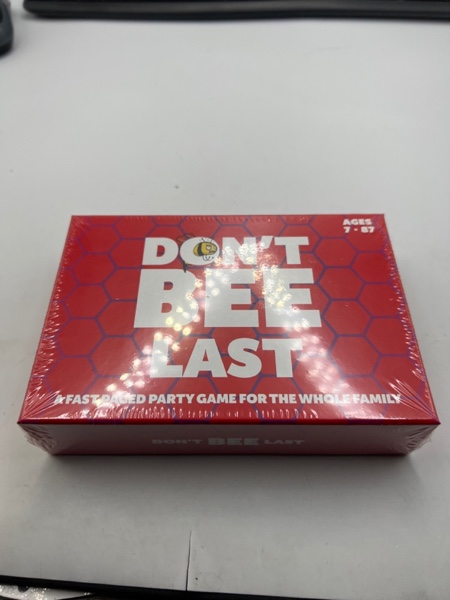 AGES
7 - 87
DON'T
BEE
LAST
A FAST PACED PARTY GAME FOR THE WHOLE FAMILY
DON'T BEE LAST